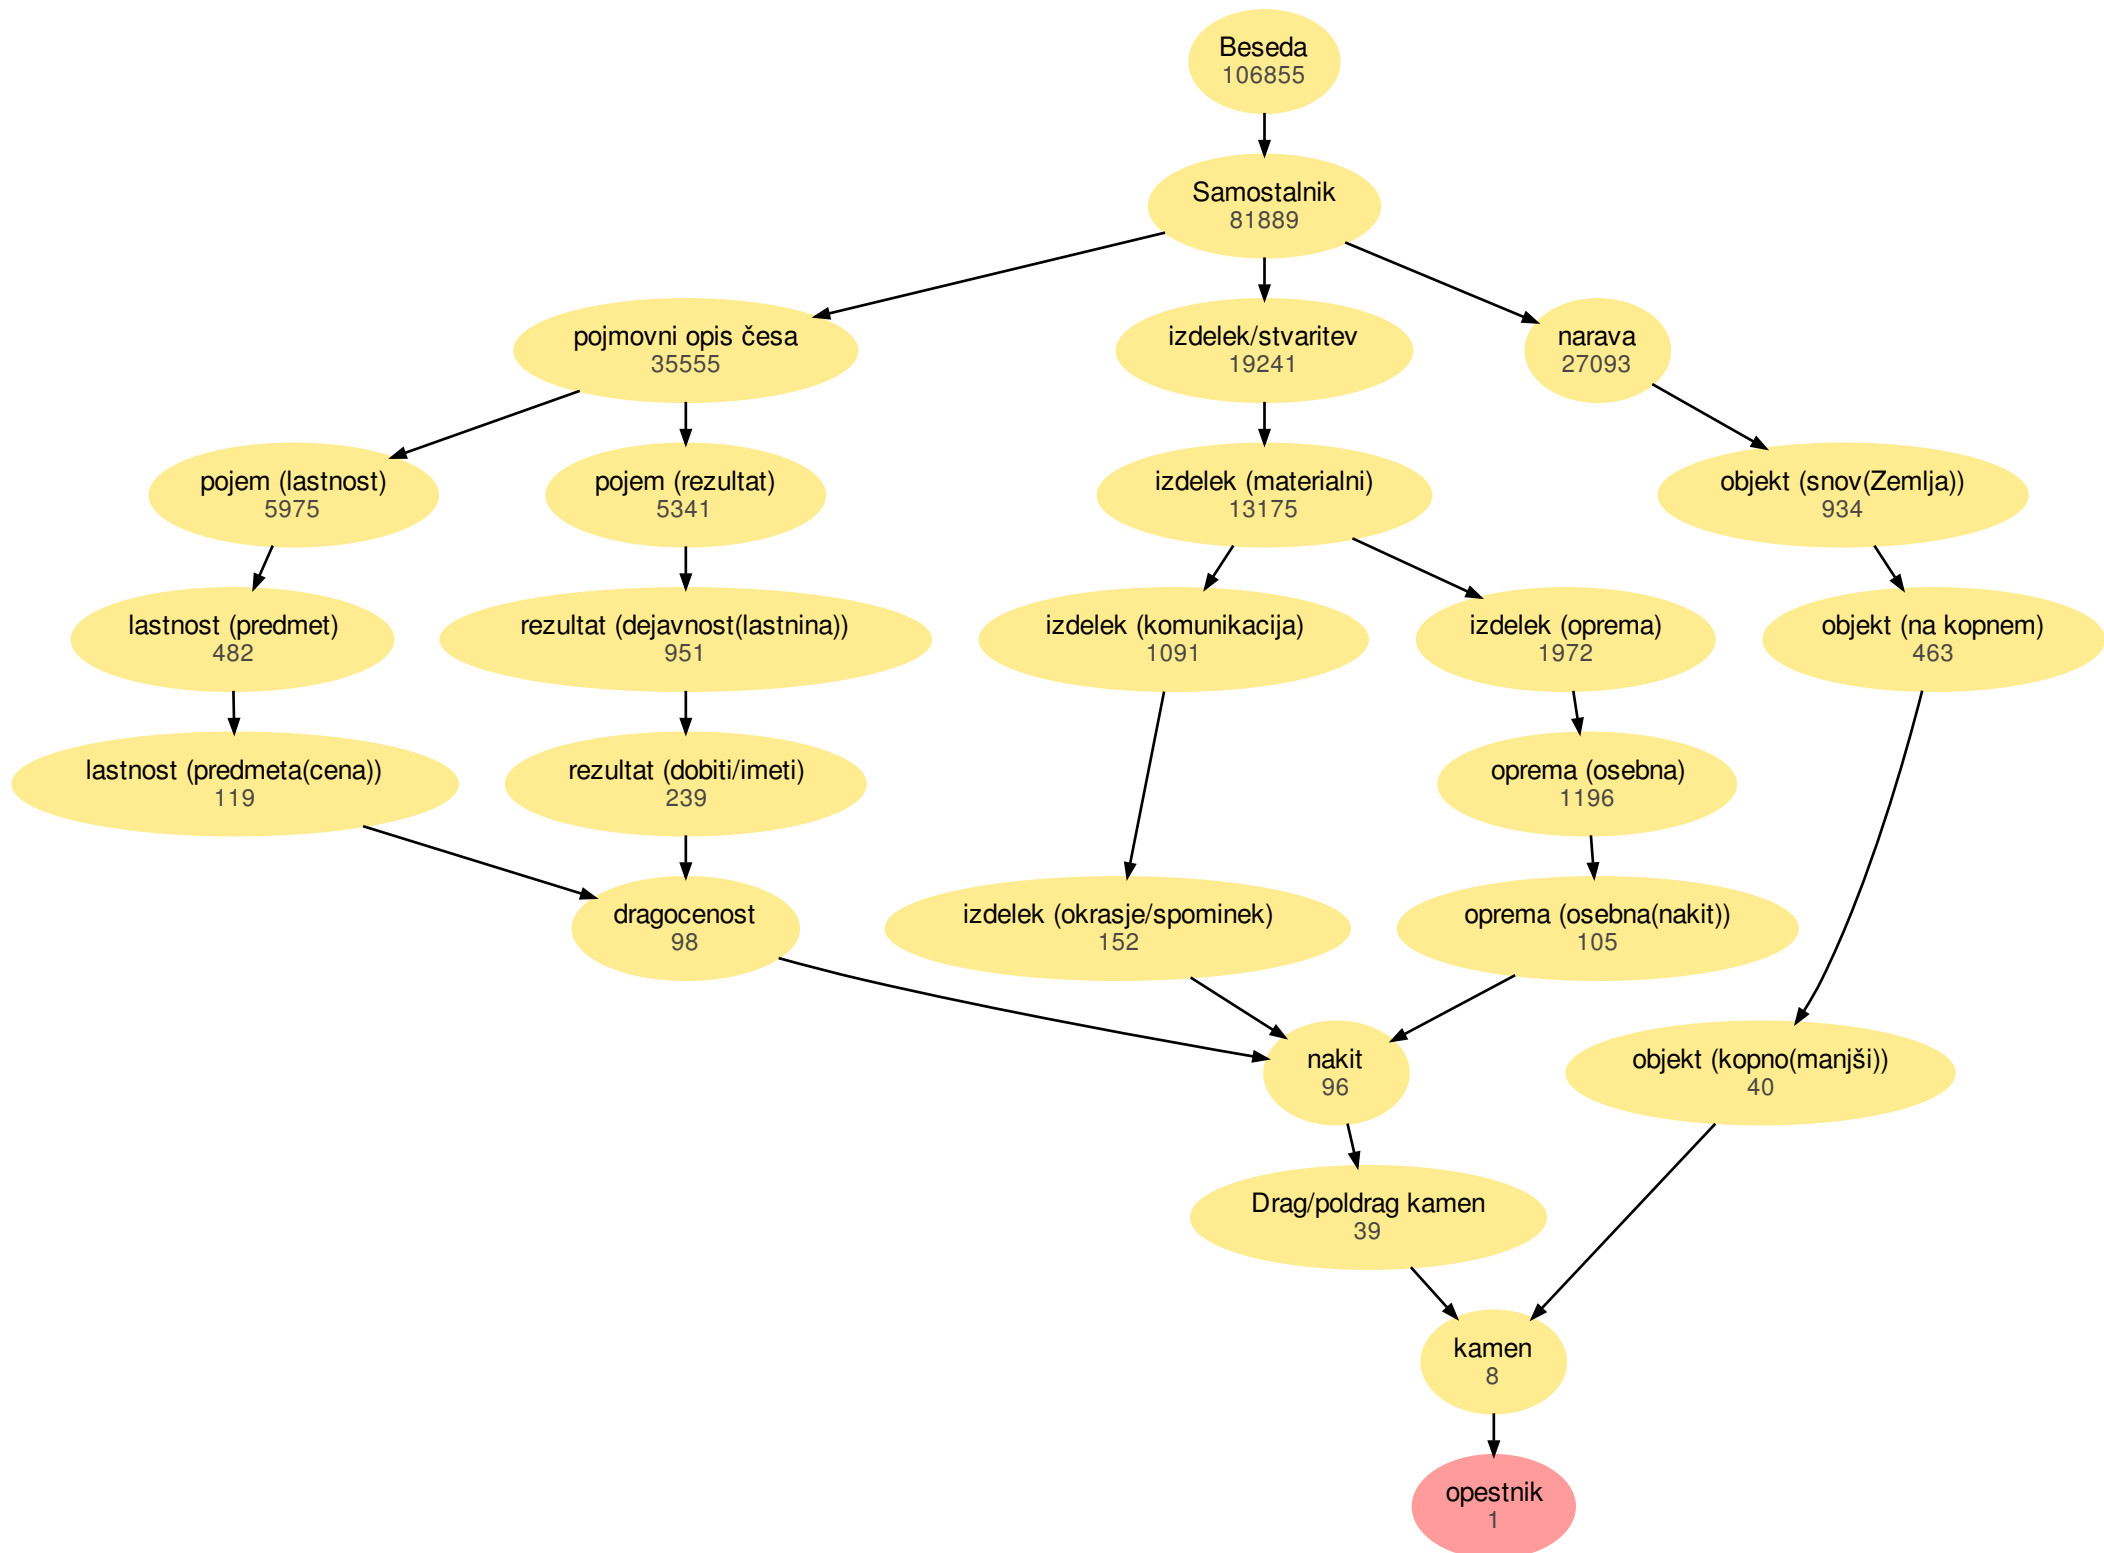 Beseda
106855
Samostalnik
81889
pojmovni opis česa
35555
izdelek/stvaritev
19241
narava
27093
pojem (lastnost)
5975
pojem (rezultat)
5341
izdelek (materialni)
13175
objekt (snov(Zemlja))
934
lastnost (predmet)
482
rezultat (dejavnost(lastnina))
951
izdelek (komunikacija)
1091
izdelek (oprema)
1972
objekt (na kopnem)
463
lastnost (predmeta(cena))
119
rezultat (dobiti/imeti)
239
oprema (osebna)
1196
dragocenost
98
izdelek (okrasje/spominek)
152
oprema (osebna(nakit))
105
nakit
96
objekt (kopno(manjši))
40
Drag/poldrag kamen
39
kamen
8
opestnik
1